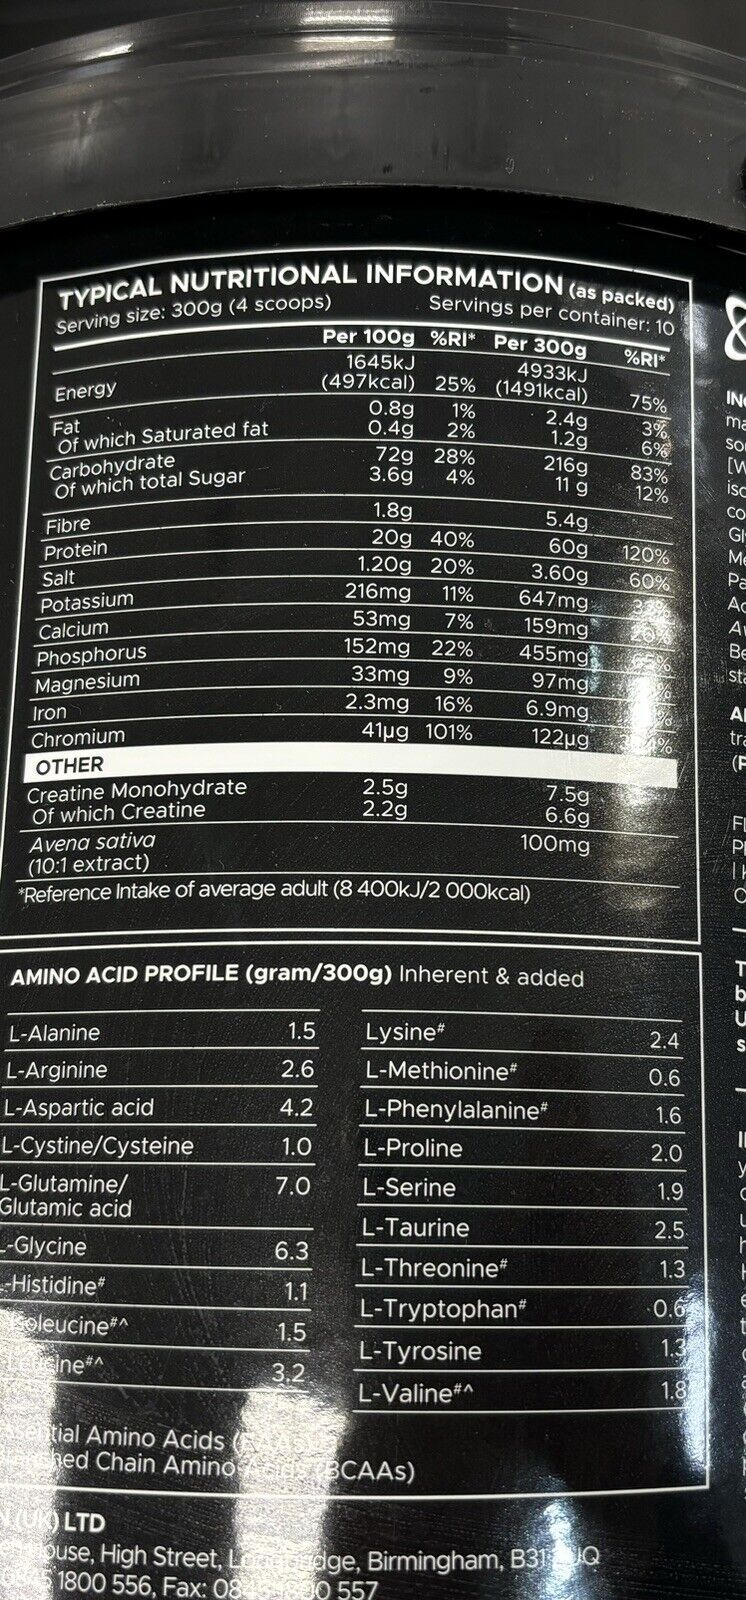 TYPICAL NUTRITIONAL INFORMATION (as packed)
Serving size: 300g (4 scoops) Servings per container: 10
Per 100g %RI* Per 300g %RI*
Energy 1645kJ (497kcal) 25% 4933kJ (1491kcal) 75%
Fat 0.8g 1% 2.4g 3%
Of which Saturated fat 0.4g 2% 1.2g 6%
Carbohydrate 72g 28% 216g 83%
Of which total Sugar 3.6g 4% 11 g 12%
Fibre 1.8g 5.4g
Protein 20g 40% 60g 120%
Salt 1.20g 20% 3.60g 60%
Potassium 216mg 11% 647mg
Calcium 53mg 7% 159mg
Phosphorus 152mg 22% 455mg
Magnesium 33mg 9% 97mg
Iron 2.3mg 16% 6.9mg
Chromium 41µg 101% 122µg
OTHER
Creatine Monohydrate 2.5g 7.5g
Of which Creatine 2.2g 6.6g
Avena sativa 100mg
(10:1 extract)
*Reference Intake of average adult (8 400kJ/2 000kcal)
AMINO ACID PROFILE (gram/300g) Inherent & added
L-Alanine 1.5
L-Arginine 2.6
L-Aspartic acid 4.2
L-Cystine/Cysteine 1.0
L-Glutamine/ 7.0
Glutamic acid
L-Glycine 6.3
L-Histidine# 1.1
Isoleucine#^ 1.5
Leucine#^ 3.2
Lysine# 2.4
L-Methionine# 0.6
L-Phenylalanine# 1.6
L-Proline 2.0
L-Serine 1.9
L-Taurine 2.5
L-Threonine# 1.3
L-Tryptophan# 0.6
L-Tyrosine 1.3
L-Valine#^ 1.8
Amino Acids
Chain Amino Acids (BCAAs)
(UK) LTD
High Street, Birmingham,
1800 556, Fax: 557